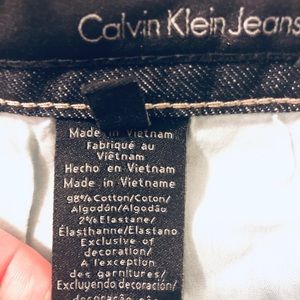 Calvin Klein Jeans
Made in Vietnam
Fabriqué au
Viêtnam
Hecho en Vietnam
Made in Vietname
98% Cotton/Coton/
Algodón/Algodão
2% Elastane/
Élasthanne/Elastano
Exclusive of
decoration/
A l'exception
des garnitures/
Excluyendo decoración/